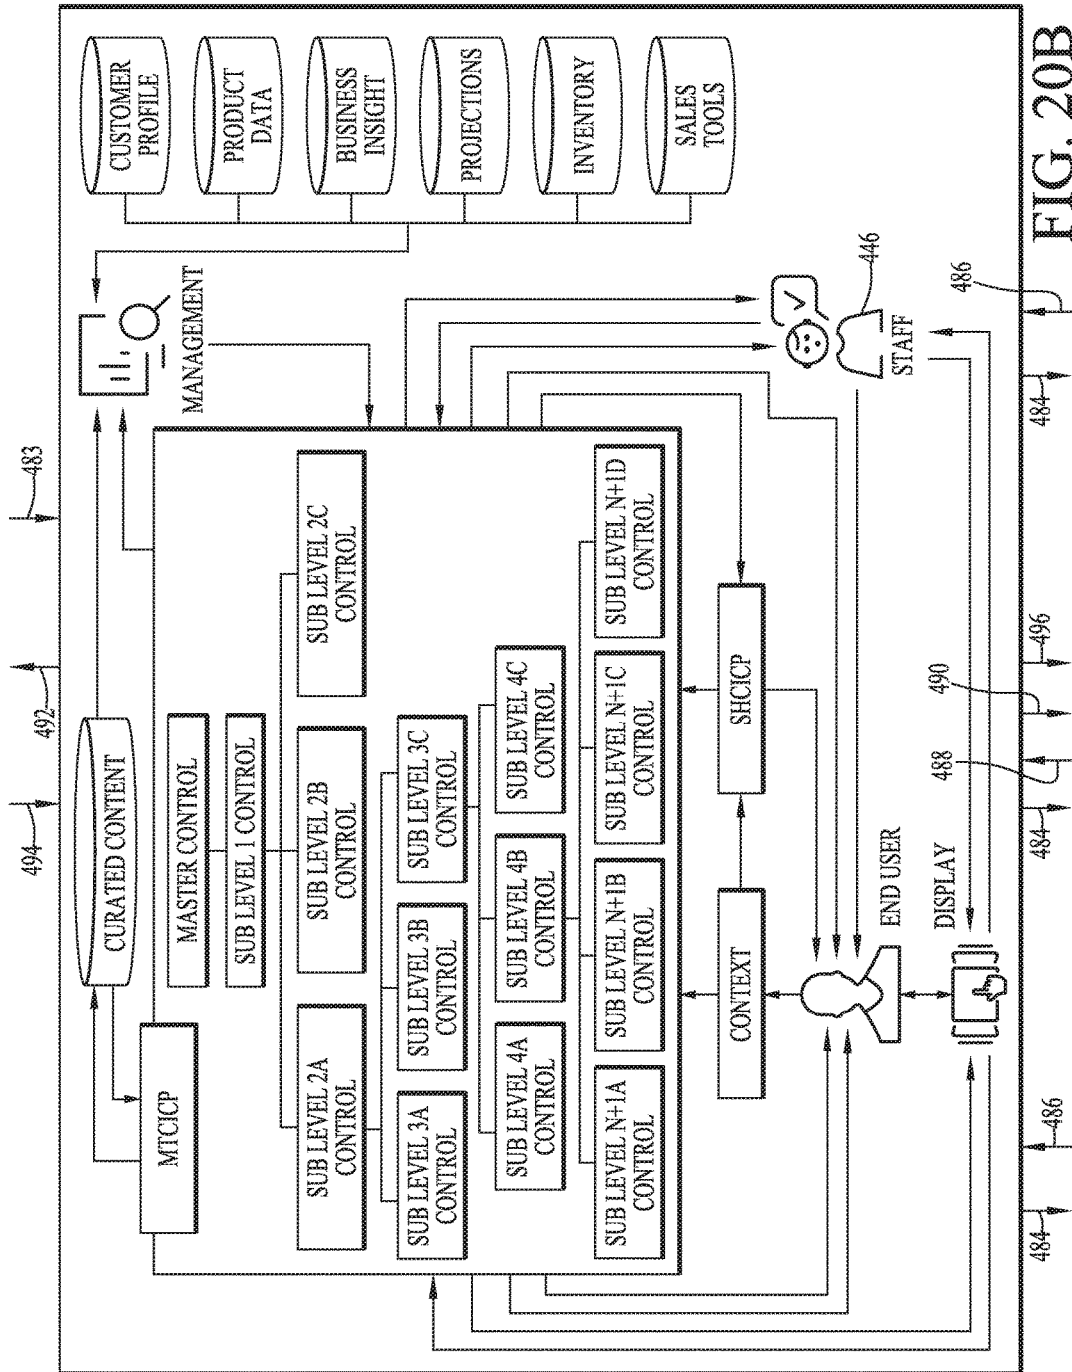 494
492
483
CURATED CONTENT
CUSTOMER
PROFILE
MTCICP
MASTER CONTROL
MANAGEMENT
SUB LEVEL 1 CONTROL
PRODUCT
DATA
SUB LEVEL 2A
CONTROL
SUB LEVEL 2B
CONTROL
SUB LEVEL 2C
CONTROL
BUSINESS
INSIGHT
SUB LEVEL 3A
CONTROL
SUB LEVEL 3B
CONTROL
SUB LEVEL 3C
CONTROL
PROJECTIONS
SUB LEVEL 4A
CONTROL
SUB LEVEL 4B
CONTROL
SUB LEVEL 4C
CONTROL
INVENTORY
SUB LEVEL N+1A
CONTROL
SUB LEVEL N+1B
CONTROL
SUB LEVEL N+1C
CONTROL
SUB LEVEL N+1D
CONTROL
SALES
TOOLS
CONTEXT
SHCICP
446
STAFF
END USER
DISPLAY
484
486
484
488
490
496
484
486
FIG. 20B